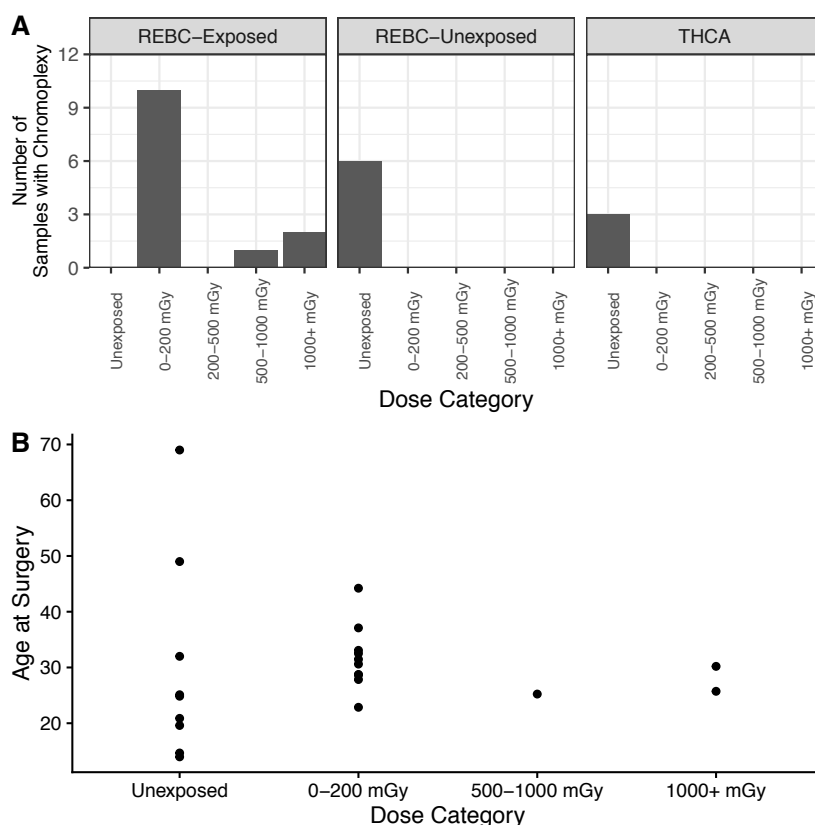 A
REBC−Exposed
REBC−Unexposed
THCA
Number of
Samples with Chromoplexy
12
9
6
3
0
Unexposed
0−200 mGy
200−500 mGy
500−1000 mGy
1000+ mGy
Unexposed
0−200 mGy
200−500 mGy
500−1000 mGy
1000+ mGy
Unexposed
0−200 mGy
200−500 mGy
500−1000 mGy
1000+ mGy
Dose Category
B
Age at Surgery
70
60
50
40
30
20
Unexposed
0−200 mGy
500−1000 mGy
1000+ mGy
Dose Category